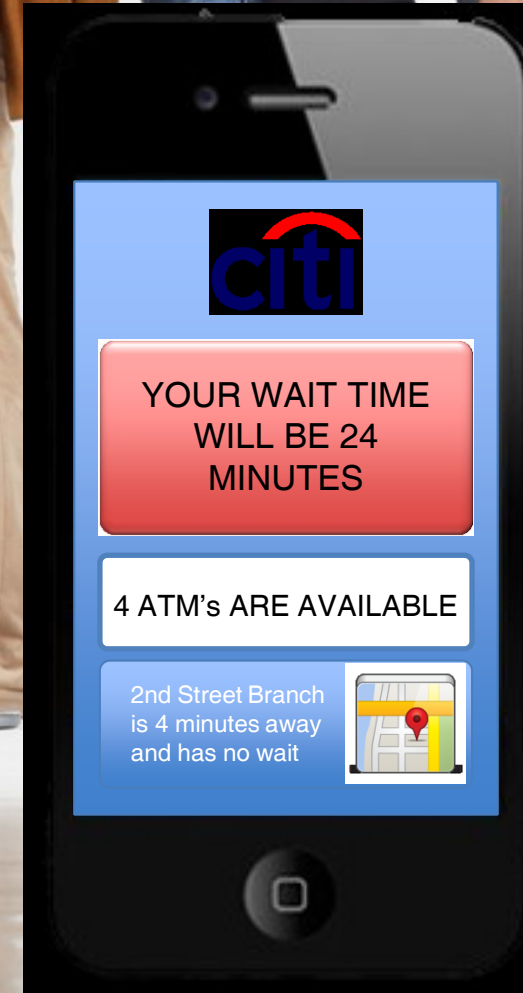 citi
YOUR WAIT TIME
WILL BE 24
MINUTES
4 ATM's ARE AVAILABLE
2nd Street Branch
is 4 minutes away
and has no wait